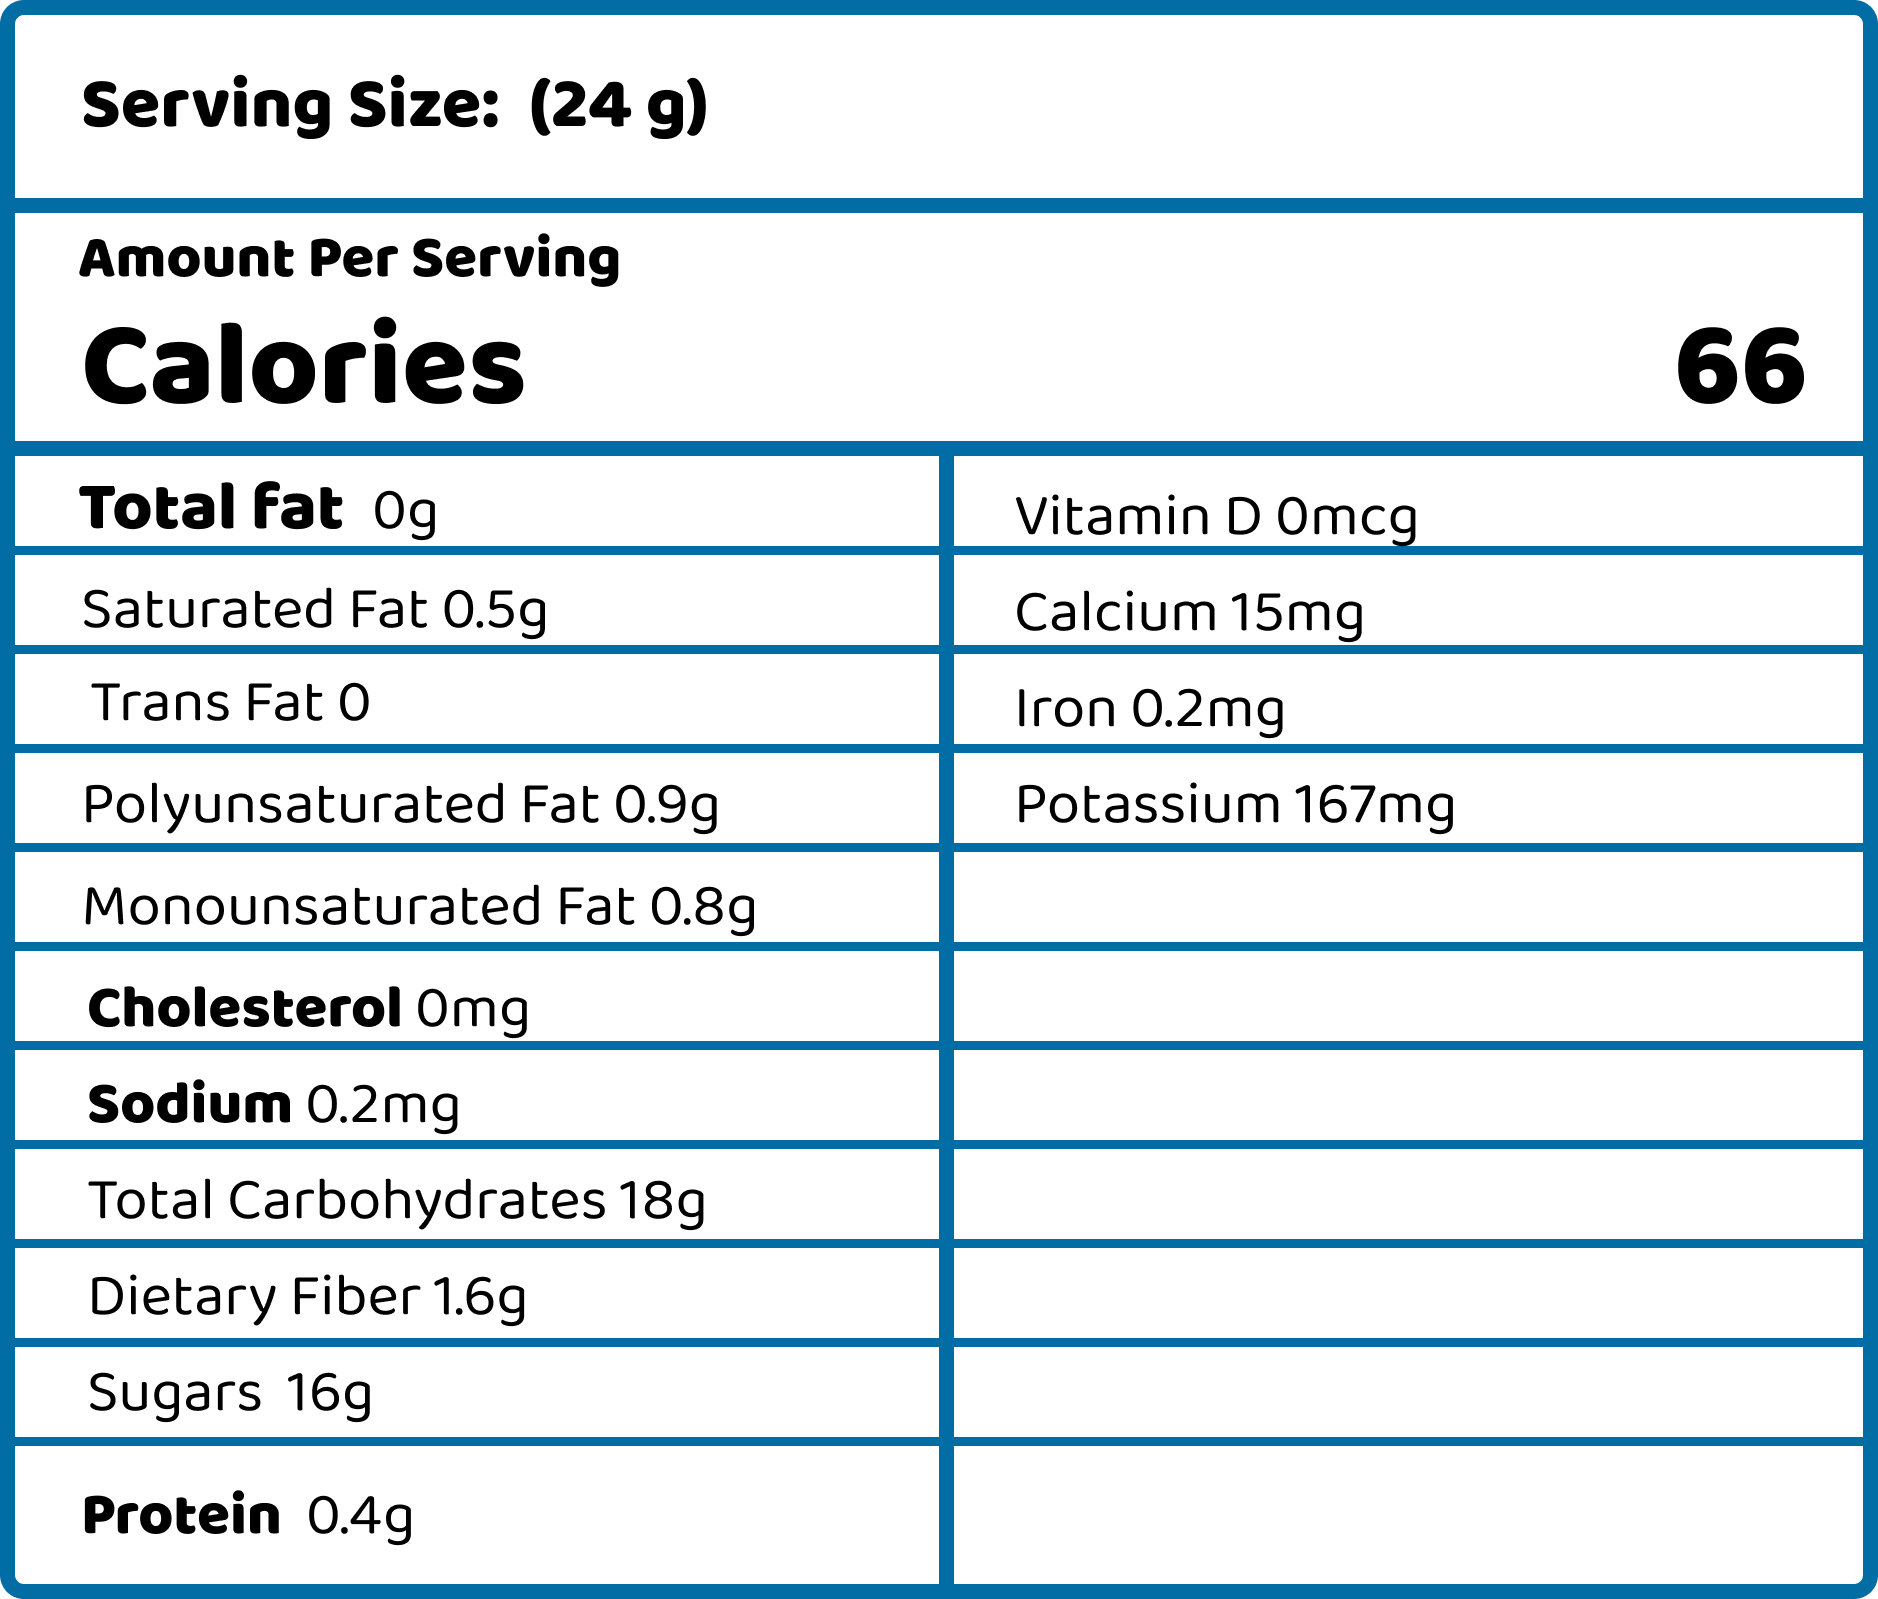 Serving Size: (24 g)
Amount Per Serving
Calories 66
Total fat 0g
Vitamin D 0mcg
Saturated Fat 0.5g
Calcium 15mg
Trans Fat 0
Iron 0.2mg
Polyunsaturated Fat 0.9g
Potassium 167mg
Monounsaturated Fat 0.8g
Cholesterol 0mg
Sodium 0.2mg
Total Carbohydrates 18g
Dietary Fiber 1.6g
Sugars 16g
Protein 0.4g